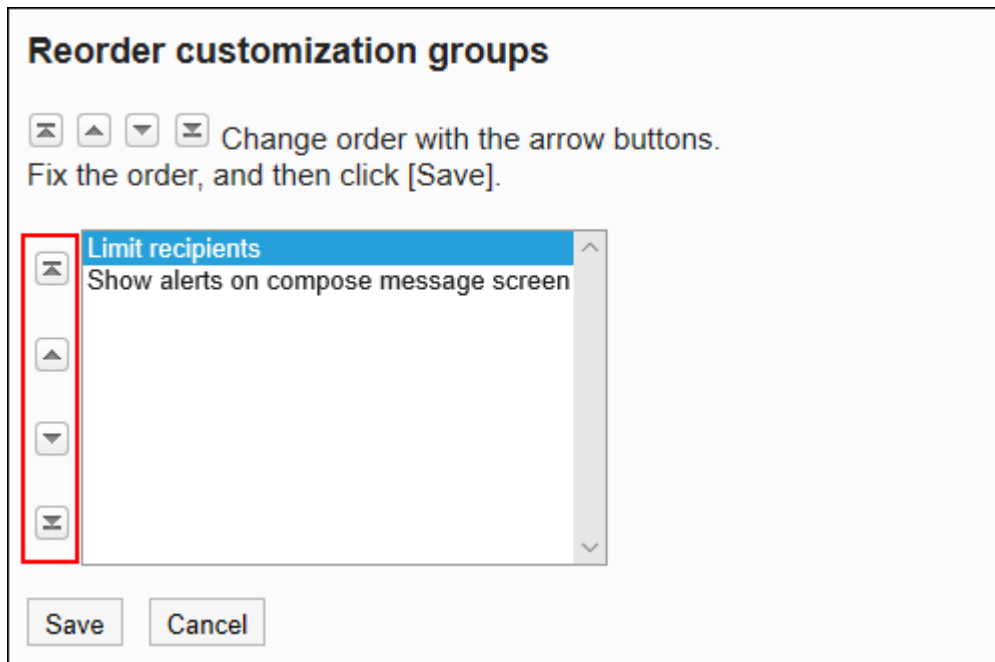 Reorder customization groups
Change order with the arrow buttons.
Fix the order, and then click [Save].
Limit recipients
Show alerts on compose message screen
Save
Cancel